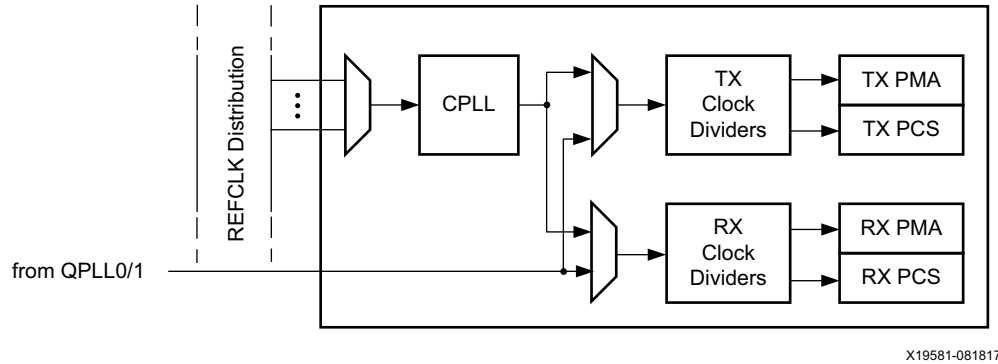 REFCLK Distribution
CPLL
TX
Clock
Dividers
TX PMA
TX PCS
RX
Clock
Dividers
RX PMA
RX PCS
from QPLL0/1
X19581-081817